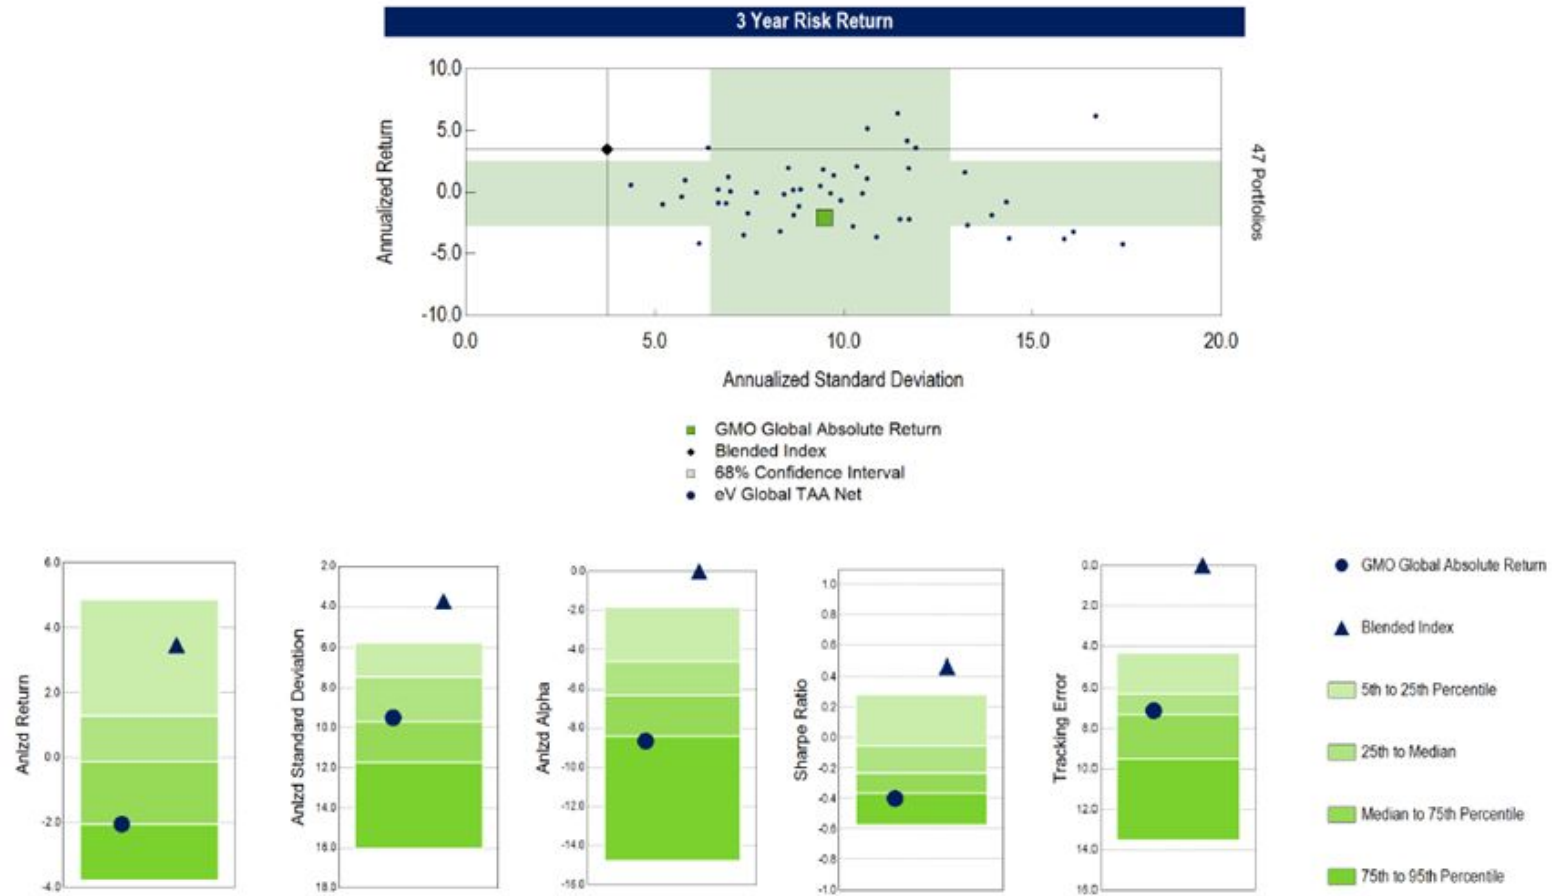 3 Year Risk Return
10.0
5.0
0.0
-5.0
-10.0
Annualized Return
47 Portfolios
0.0 5.0 10.0 15.0 20.0
Annualized Standard Deviation
GMO Global Absolute Return
Blended Index
68% Confidence Interval
eV Global TAA Net
Anlzd Return
6.0
4.0
2.0
0.0
-2.0
-4.0
Anlzd Standard Deviation
2.0
4.0
6.0
8.0
10.0
12.0
14.0
16.0
18.0
Anlzd Alpha
0.0
-2.0
-4.0
-6.0
-8.0
-10.0
-12.0
-14.0
-16.0
Sharpe Ratio
1.0
0.8
0.6
0.4
0.2
0.0
-0.2
-0.4
-0.6
-0.8
-1.0
Tracking Error
0.0
2.0
4.0
6.0
8.0
10.0
12.0
14.0
16.0
GMO Global Absolute Return
Blended Index
5th to 25th Percentile
25th to Median
Median to 75th Percentile
75th to 95th Percentile